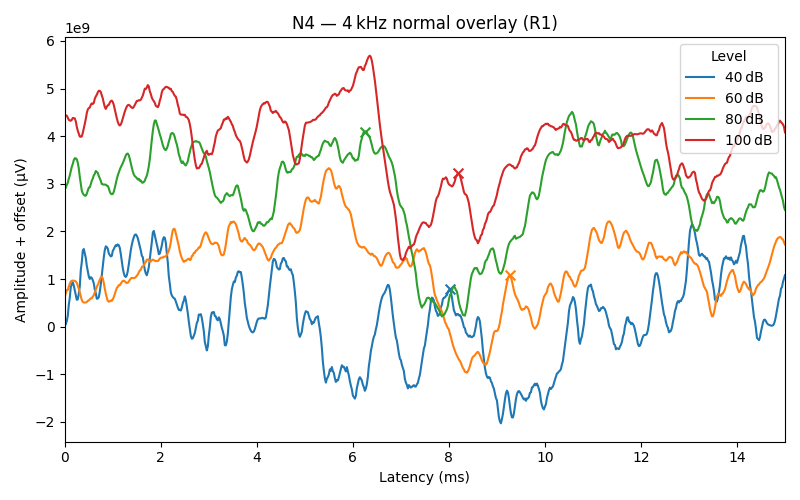 N4 — 4 kHz normal overlay (R1)
1e9
Level
40 dB
60 dB
80 dB
100 dB
Amplitude + offset (µV)
6
5
4
3
2
1
0
−1
−2
0 2 4 6 8 10 12 14
Latency (ms)